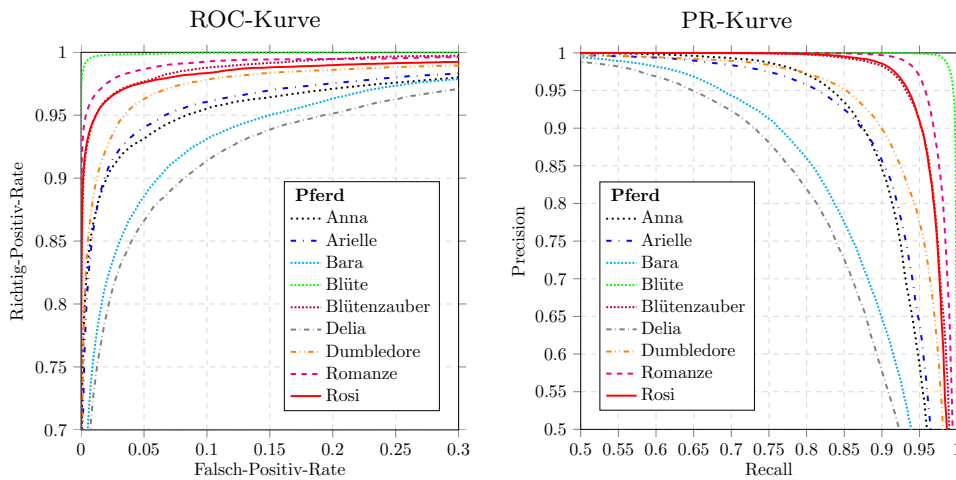 ROC-Kurve
1
0.95
0.9
0.85
0.8
0.75
0.7
0
0.05
0.1
0.15
0.2
0.25
0.3
Richtig-Positiv-Rate
Falsch-Positiv-Rate
Pferd
Anna
Arielle
Bara
Blüte
Blütenzauber
Delia
Dumbledore
Romanze
Rosi
PR-Kurve
1
0.95
0.9
0.85
0.8
0.75
0.7
0.65
0.6
0.55
0.5
0.5
0.55
0.6
0.65
0.7
0.75
0.8
0.85
0.9
0.95
1
Precision
Recall
Pferd
Anna
Arielle
Bara
Blüte
Blütenzauber
Delia
Dumbledore
Romanze
Rosi